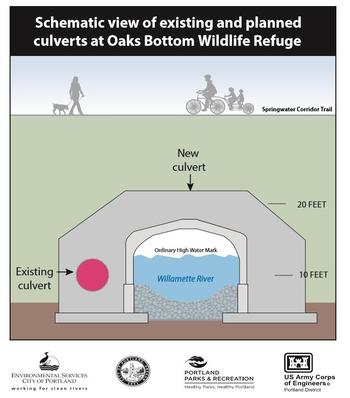 Schematic view of existing and planned
culverts at Oaks Bottom Wildlife Refuge
Springwater Corridor Trail
New
culvert
20 FEET
Ordinary High Water Mark
Existing
culvert
Willamette River
10 FEET
ENVIRONMENTAL SERVICES
CITY OF PORTLAND
working for clean rivers
PORTLAND
PARKS & RECREATION
Healthy Parks, Healthy Portland
US Army Corps
of Engineers®
Portland District